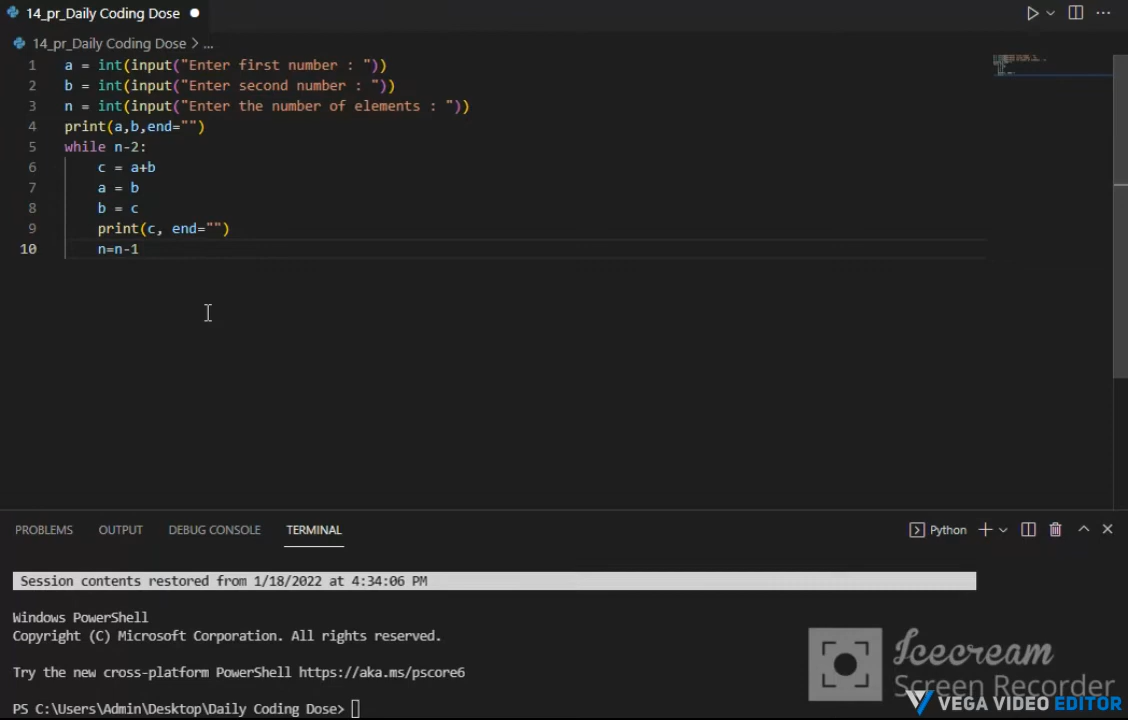 14_pr_Daily Coding Dose
14_pr_Daily Coding Dose > ...
1 a = int(input("Enter first number : "))
2 b = int(input("Enter second number : "))
3 n = int(input("Enter the number of elements : "))
4 print(a,b,end="")
5 while n-2:
6 c = a+b
7 a = b
8 b = c
9 print(c, end="")
10 n=n-1
PROBLEMS OUTPUT DEBUG CONSOLE TERMINAL Python
Session contents restored from 1/18/2022 at 4:34:06 PM
Windows PowerShell
Copyright (C) Microsoft Corporation. All rights reserved.
Try the new cross-platform PowerShell https://aka.ms/pscore6
PS C:\Users\Admin\Desktop\Daily Coding Dose>
Icecream
Screen Recorder
VEGA VIDEO EDITOR